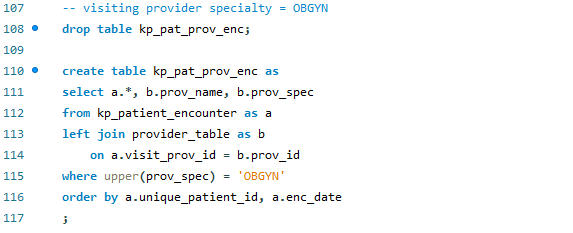 107 -- visiting provider specialty = OBGYN
108 drop table kp_pat_prov_enc;
109
110 create table kp_pat_prov_enc as
111 select a.*, b.prov_name, b.prov_spec
112 from kp_patient_encounter as a
113 left join provider_table as b
114     on a.visit_prov_id = b.prov_id
115 where upper(prov_spec) = 'OBGYN'
116 order by a.unique_patient_id, a.enc_date
117 ;